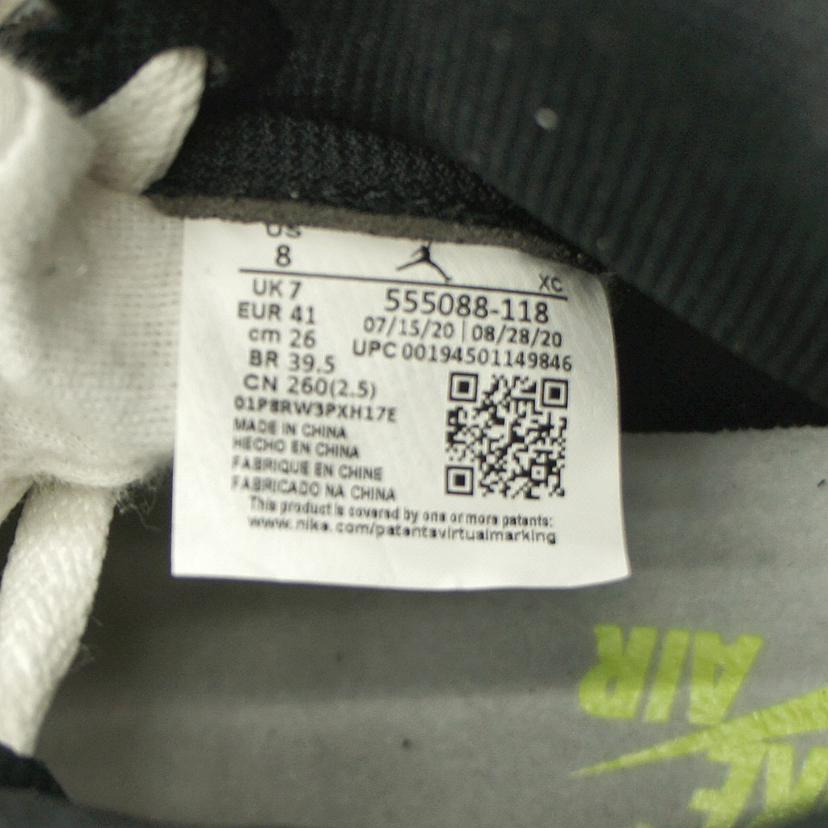 US
8
XC
UK 7
EUR 41
cm 26
BR 39.5
CN 260(2.5)
555088-118
07/15/20 | 08/28/20
UPC 00194501149846
01P8RW3PXH17E
MADE IN CHINA
HECHO EN CHINA
FABRIQUE EN CHINE
FABRICADO NA CHINA
This product is covered by one or more patents:
www.nike.com/patentsvirtualmarking
AIR